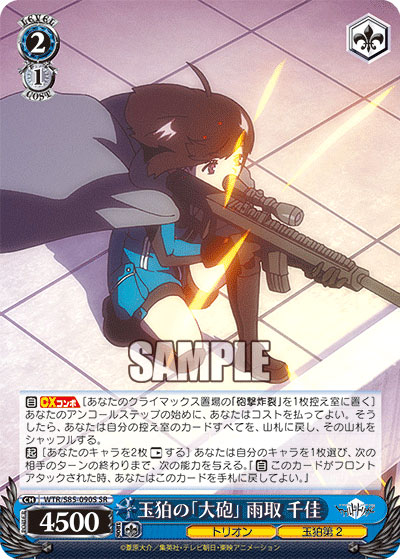 LEVEL
2
1
COST
SAMPLE
自 CXコンボ ［あなたのクライマックス置場の「砲撃炸裂」を1枚控え室に置く］
あなたのアンコールステップの始めに、あなたはコストを払ってよい。そう
したら、あなたは自分の控え室のカードすべてを、山札に戻し、その山札を
シャッフルする。
起 ［あなたのキャラを2枚 する］ あなたは自分のキャラを1枚選び、次の
相手のターンの終わりまで、次の能力を与える。『自 このカードがフロント
アタックされた時、あなたはこのカードを手札に戻してよい。』
CH WTR/S85-090S SR
玉狛の「大砲」 雨取 千佳
4500
トリオン
玉狛第2
©葦原大介／集英社・テレビ朝日・東映アニメーション